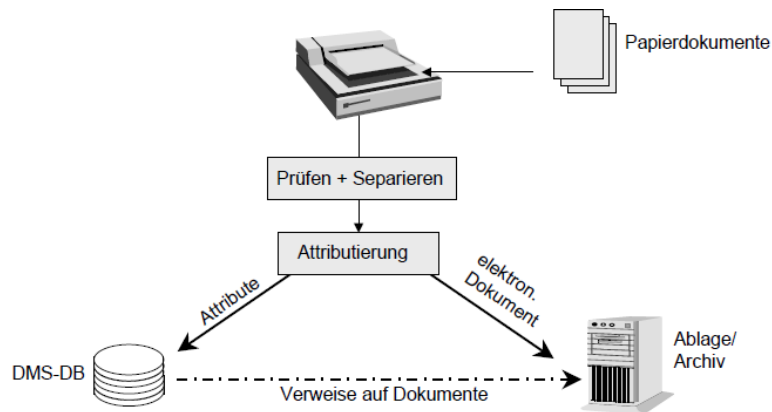 Papierdokumente
Prüfen + Separieren
Attributierung
Attribute
elektron.
Dokument
DMS-DB
Ablage/
Archiv
Verweise auf Dokumente